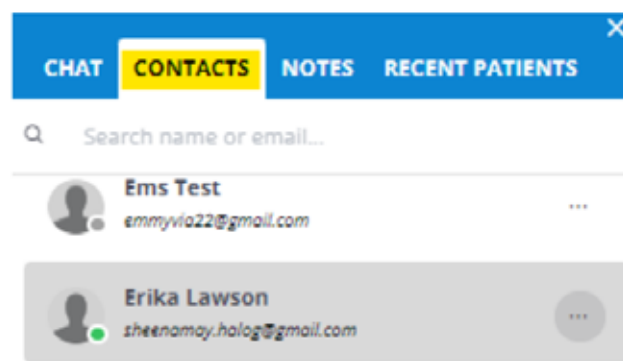 CHAT CONTACTS NOTES RECENT PATIENTS
Search name or email...
Ems Test
emmyvia22@gmail.com
Erika Lawson
sheenamay.halog@gmail.com